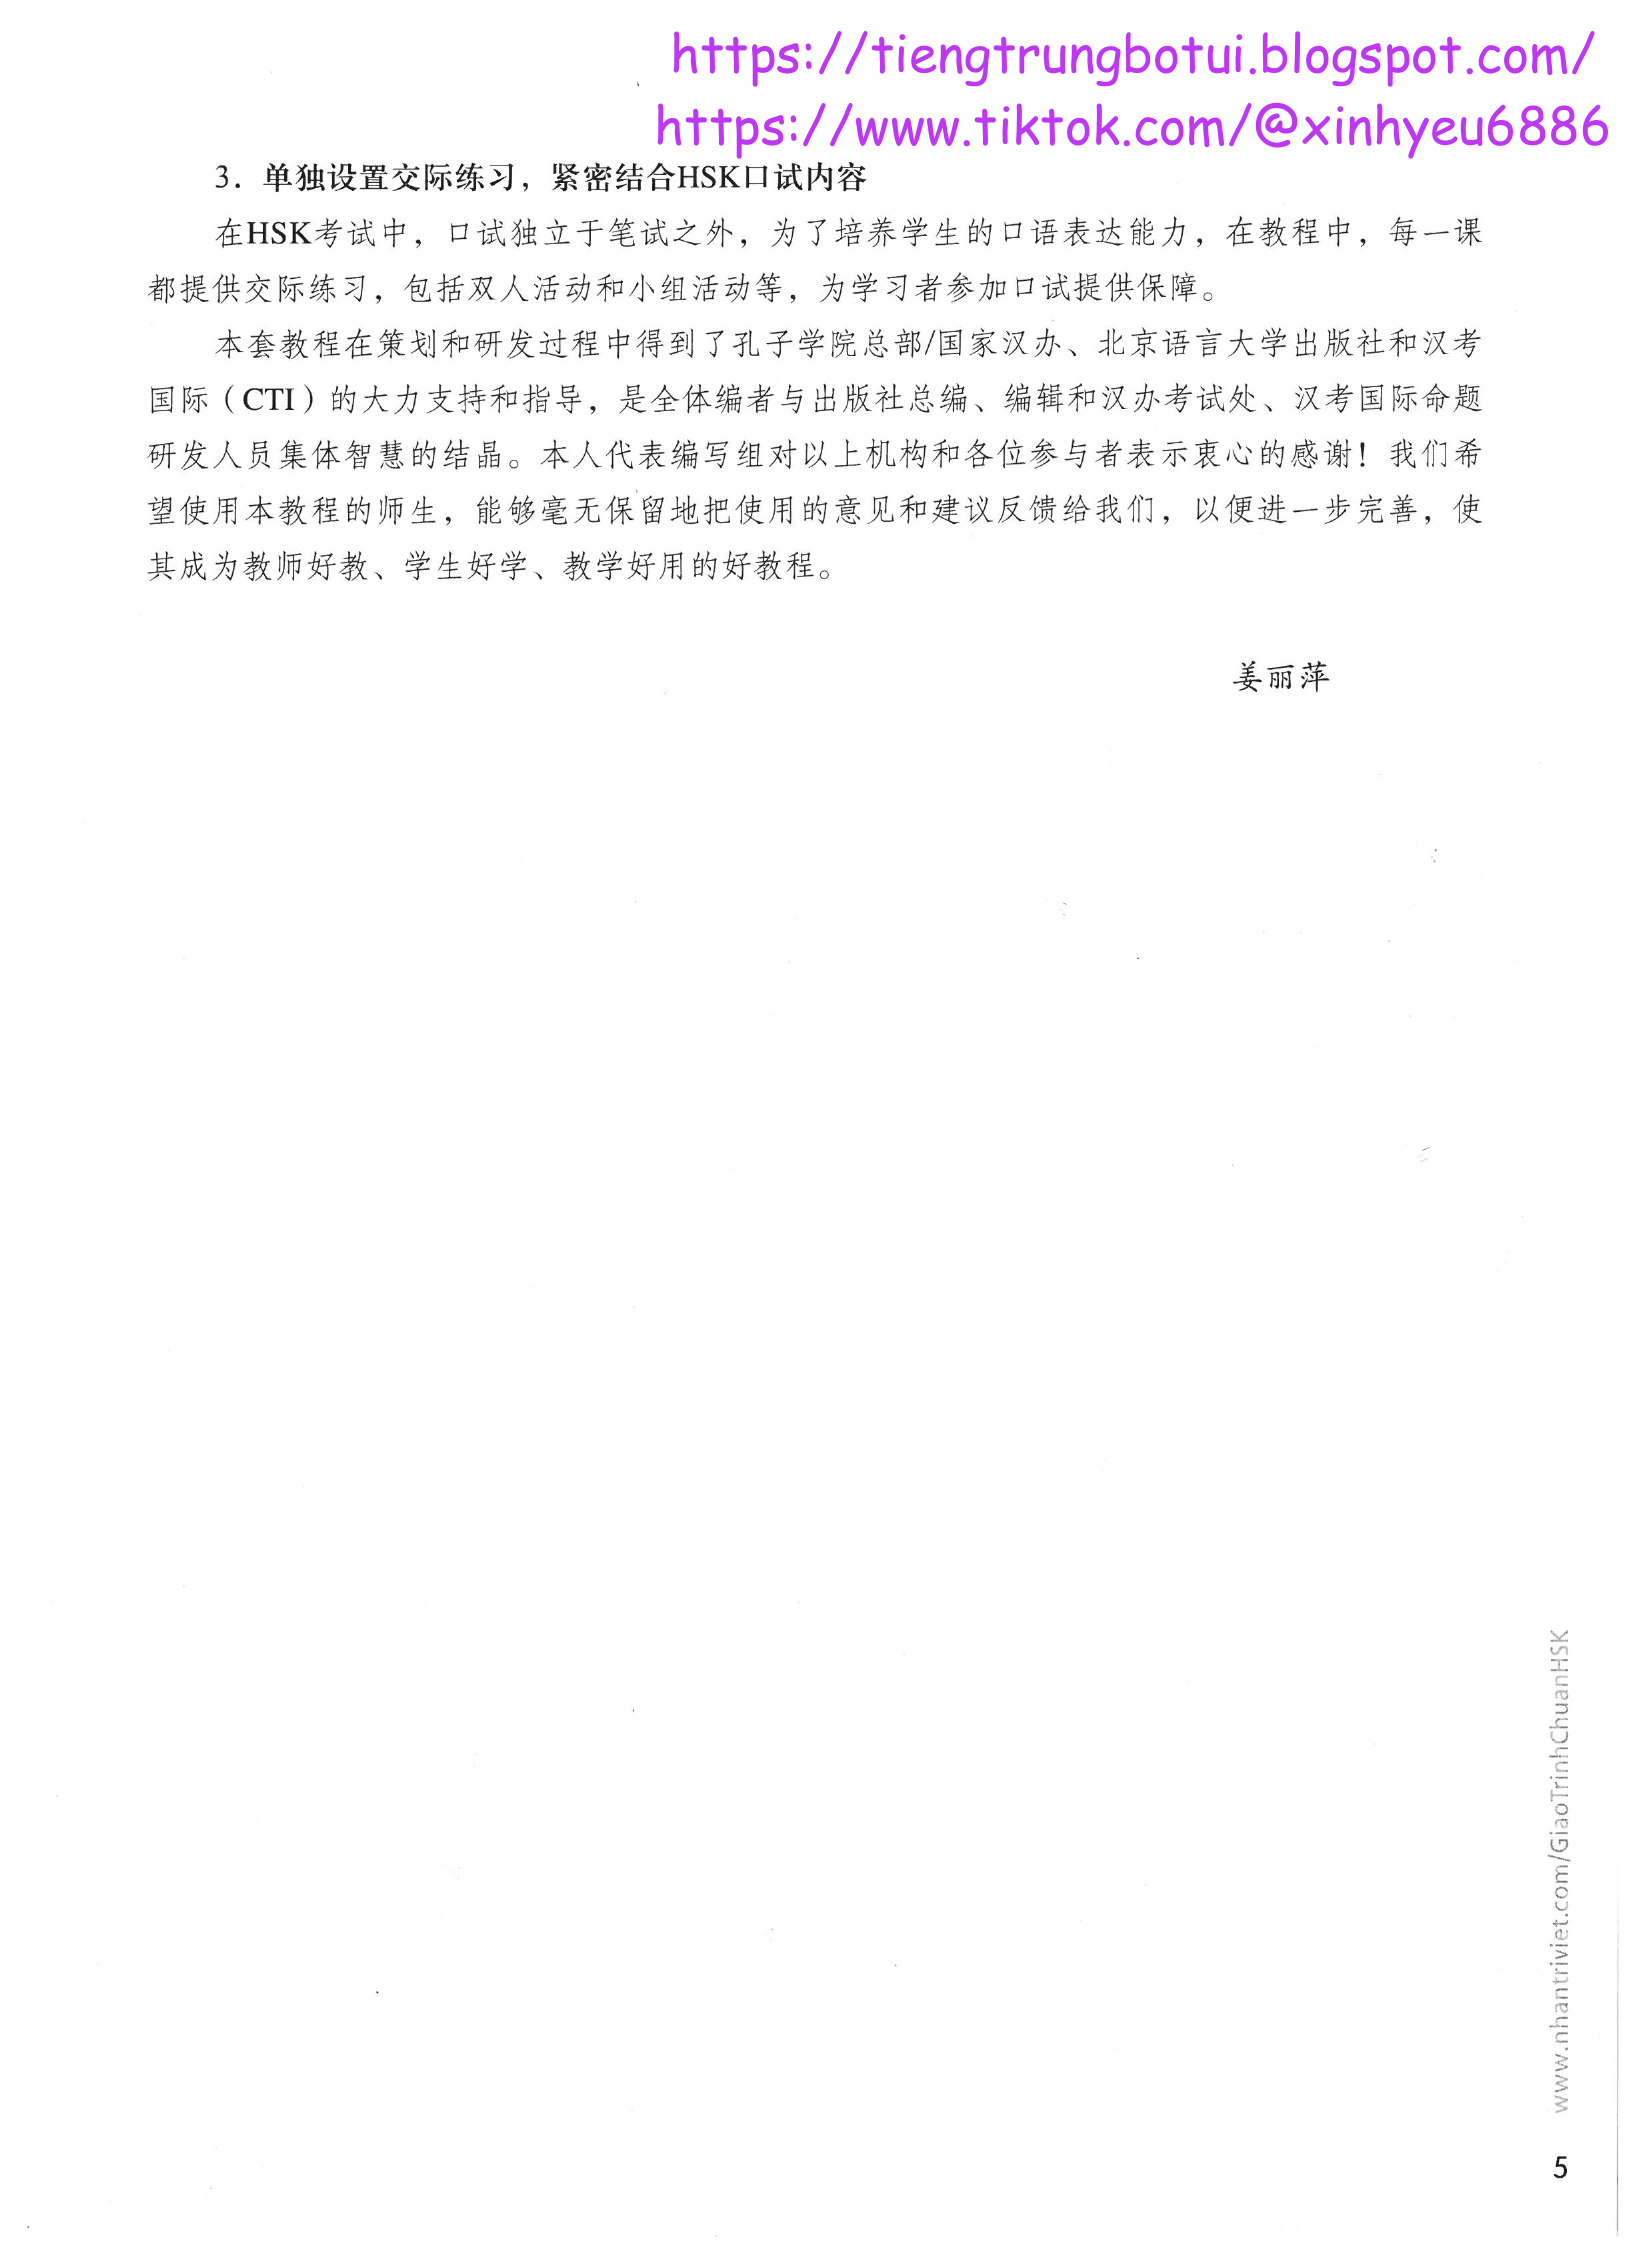 https://tiengtrungbotui.blogspot.com/
https://www.tiktok.com/@xinhyeu6886
3. 单独设置交际练习，紧密结合HSK口试内容
在HSK考试中，口试独立于笔试之外，为了培养学生的口语表达能力，在教程中，每一课
都提供交际练习，包括双人活动和小组活动等，为学习者参加口试提供保障。
本套教程在策划和研发过程中得到了孔子学院总部/国家汉办、北京语言大学出版社和汉考
国际（CTI）的大力支持和指导，是全体编者与出版社总编、编辑和汉办考试处、汉考国际命题
研发人员集体智慧的结晶。本人代表编写组对以上机构和各位参与者表示衷心的感谢！我们希
望使用本教程的师生，能够毫无保留地把使用的意见和建议反馈给我们，以便进一步完善，使
其成为教师好教、学生好学、教学好用的好教程。
姜丽萍
www.nhantriviet.com/GiaoTrinhChuanHSK
5